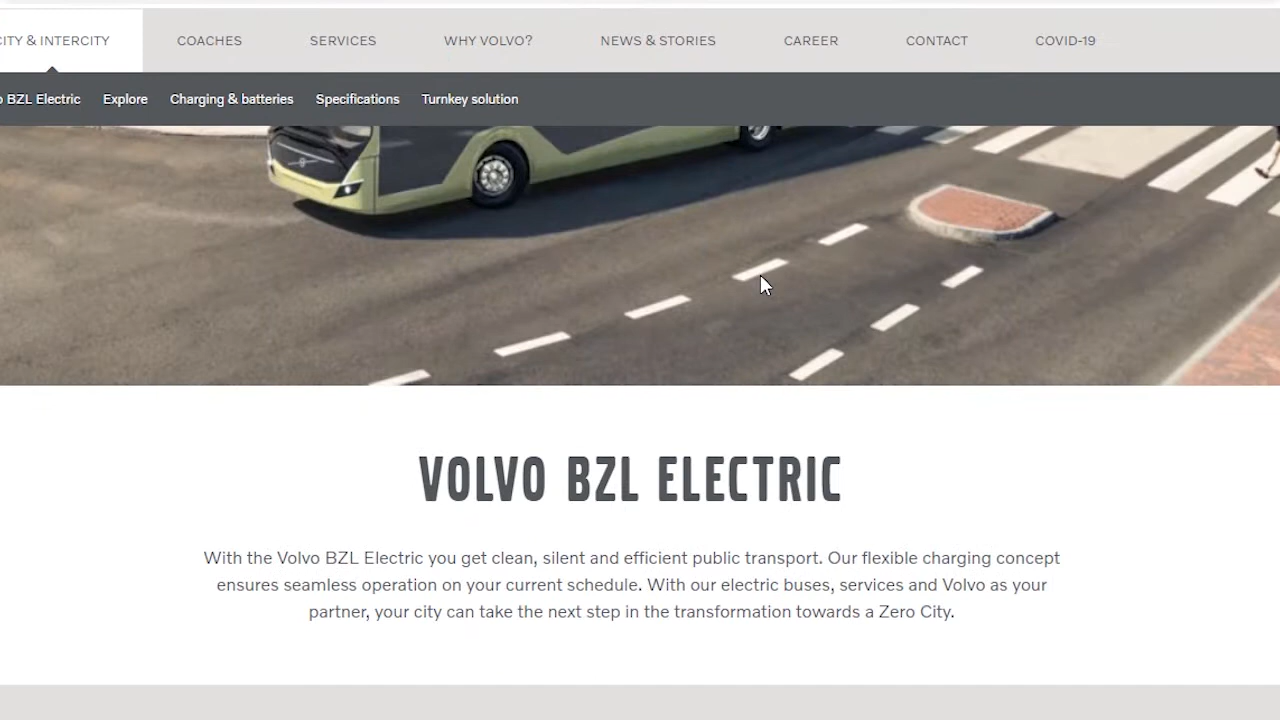 CITY & INTERCITY COACHES SERVICES WHY VOLVO? NEWS & STORIES CAREER CONTACT COVID-19
BZL Electric Explore Charging & batteries Specifications Turnkey solution
VOLVO BZL ELECTRIC
With the Volvo BZL Electric you get clean, silent and efficient public transport. Our flexible charging concept
ensures seamless operation on your current schedule. With our electric buses, services and Volvo as your
partner, your city can take the next step in the transformation towards a Zero City.